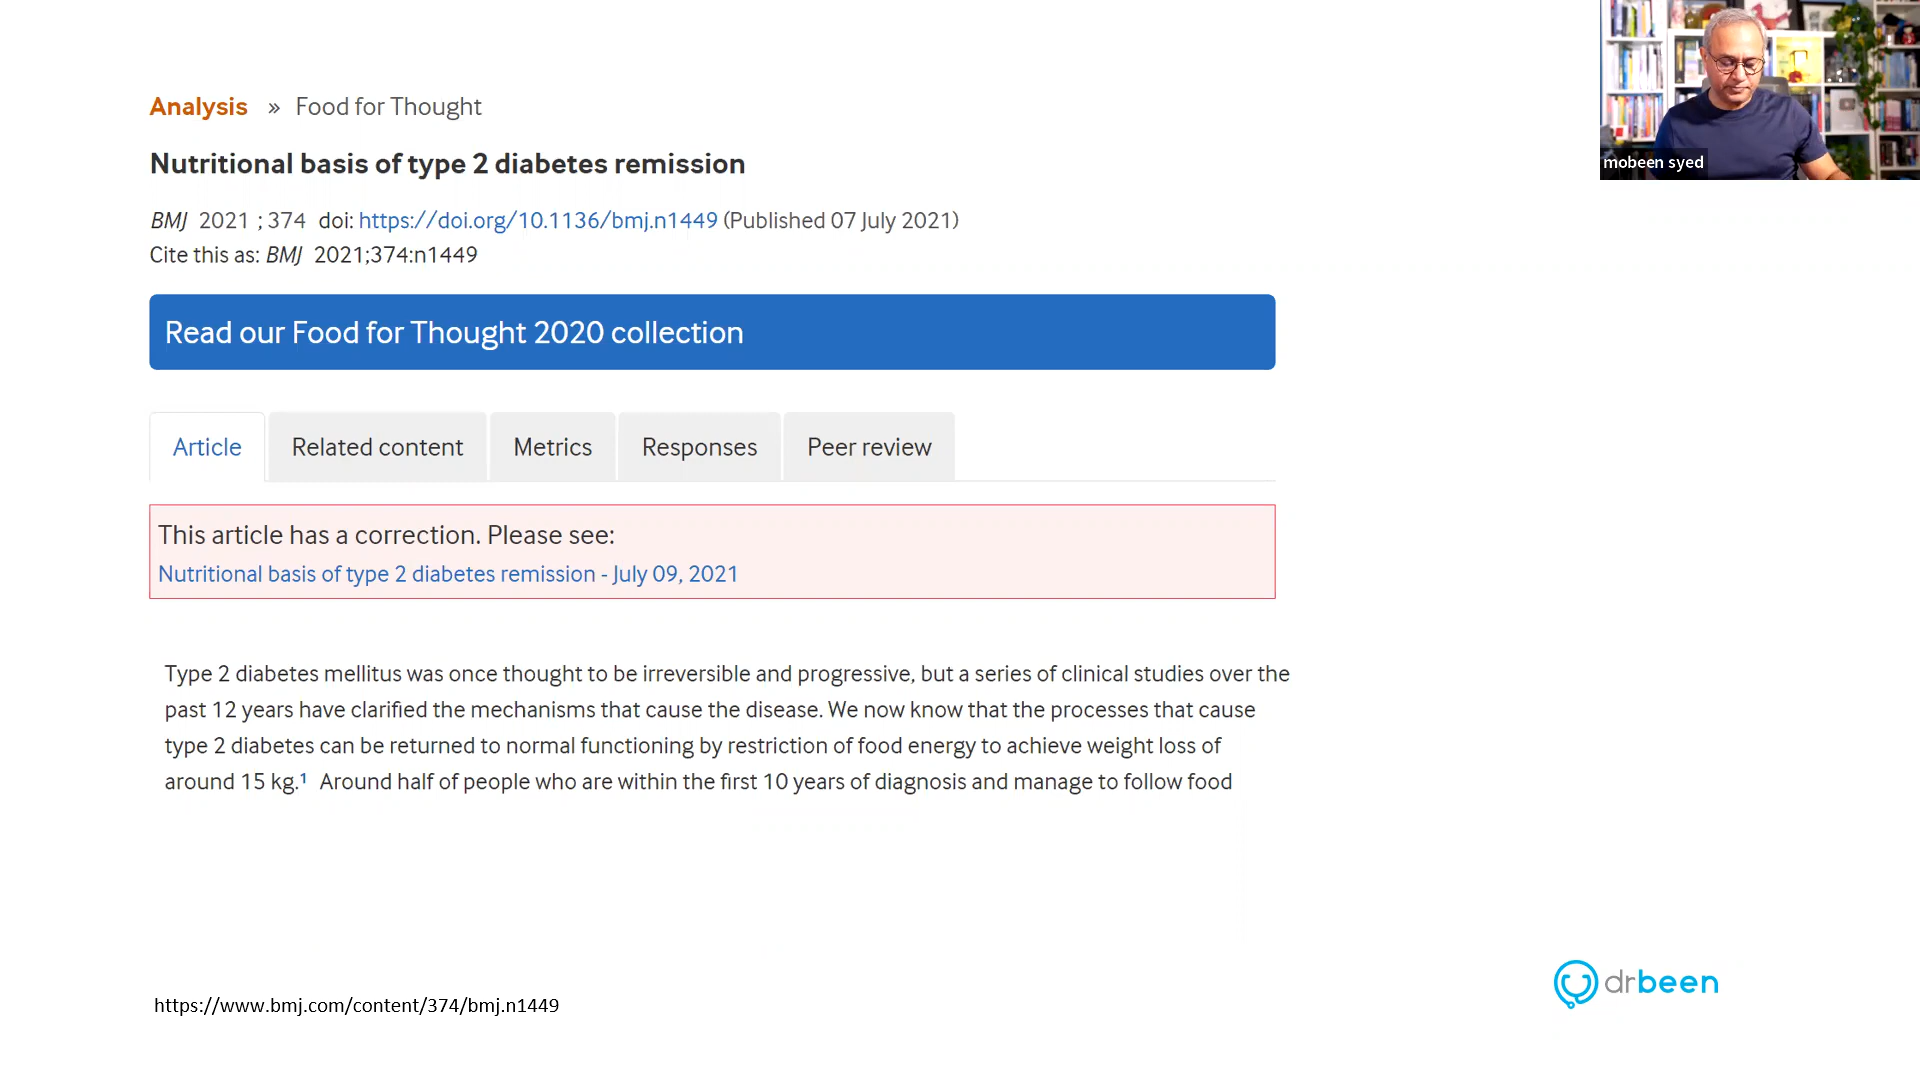 mobeen syed
Analysis » Food for Thought
Nutritional basis of type 2 diabetes remission
BMJ 2021 ; 374 doi: https://doi.org/10.1136/bmj.n1449 (Published 07 July 2021)
Cite this as: BMJ 2021;374:n1449
Read our Food for Thought 2020 collection
Article Related content Metrics Responses Peer review
This article has a correction. Please see:
Nutritional basis of type 2 diabetes remission - July 09, 2021
Type 2 diabetes mellitus was once thought to be irreversible and progressive, but a series of clinical studies over the
past 12 years have clarified the mechanisms that cause the disease. We now know that the processes that cause
type 2 diabetes can be returned to normal functioning by restriction of food energy to achieve weight loss of
around 15 kg.¹ Around half of people who are within the first 10 years of diagnosis and manage to follow food
drbeen
https://www.bmj.com/content/374/bmj.n1449